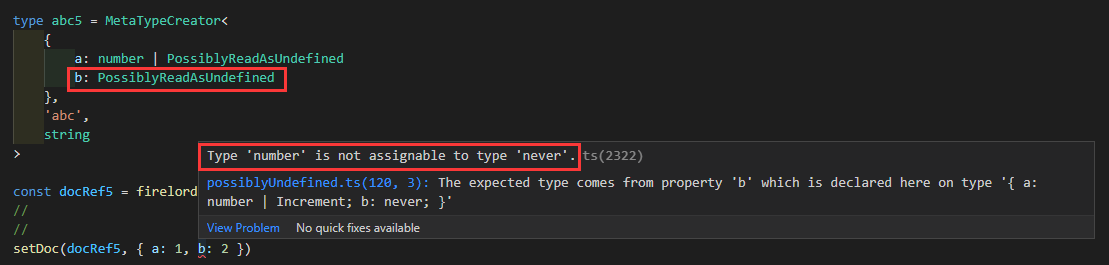 type abc5 = MetaTypeCreator<
{
a: number | PossiblyReadAsUndefined
b: PossiblyReadAsUndefined
},
'abc',
string
>
Type 'number' is not assignable to type 'never'. ts(2322)
possiblyUndefined.ts(120, 3): The expected type comes from property 'b' which is declared here on type '{ a:
number | Increment; b: never; }'
const docRef5 = firelord
//
View Problem No quick fixes available
//
setDoc(docRef5, { a: 1, b: 2 })